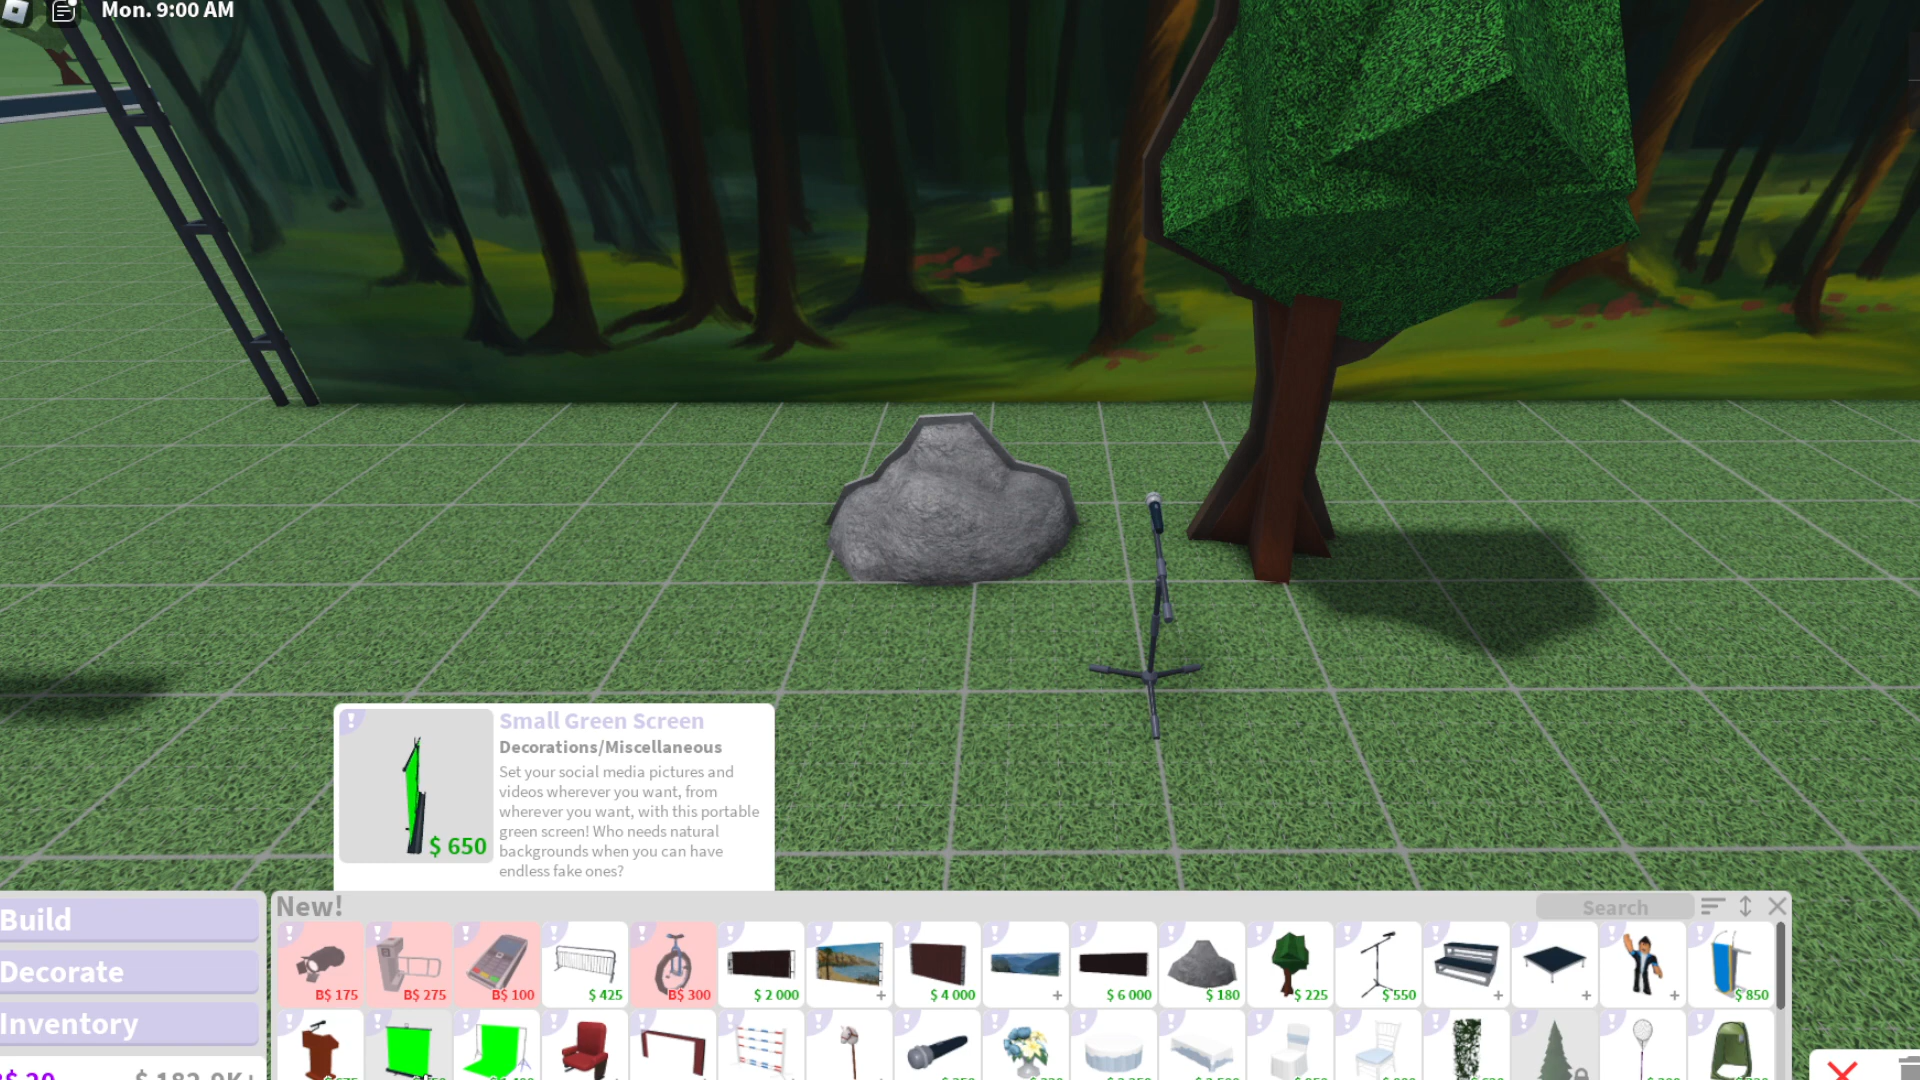 Mon. 9:00 AM
Small Green Screen
Decorations/Miscellaneous
Set your social media pictures and
videos wherever you want, from
wherever you want, with this portable
green screen! Who needs natural
backgrounds when you can have
endless fake ones?
$ 650
Build
Decorate
Inventory
New!
Search
B$ 175
B$ 275
B$ 100
$ 425
B$ 300
$ 2 000
+
$ 4 000
+
$ 6 000
$ 180
$ 225
$ 550
+
+
+
$ 850